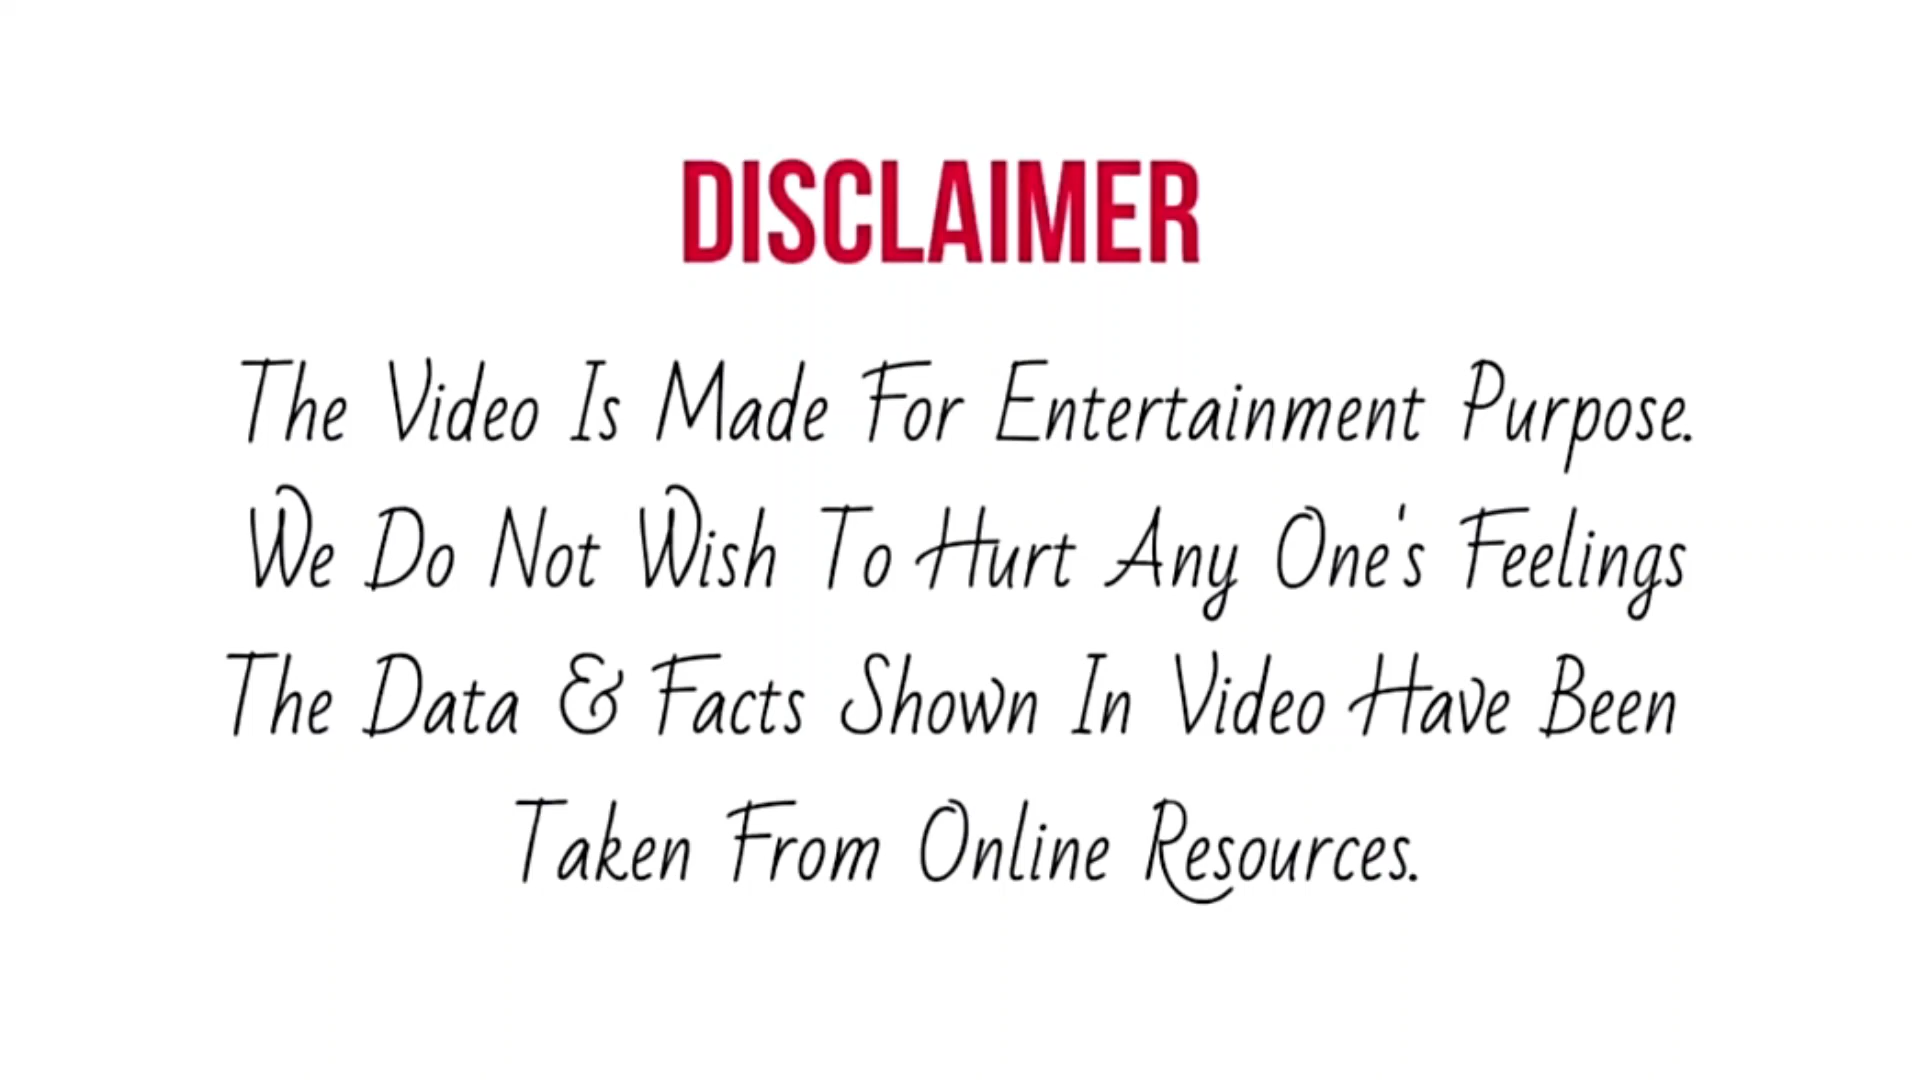 DISCLAIMER
The Video Is Made For Entertainment Purpose.
We Do Not Wish To Hurt Any One's Feelings
The Data & Facts Shown In Video Have Been
Taken From Online Resources.